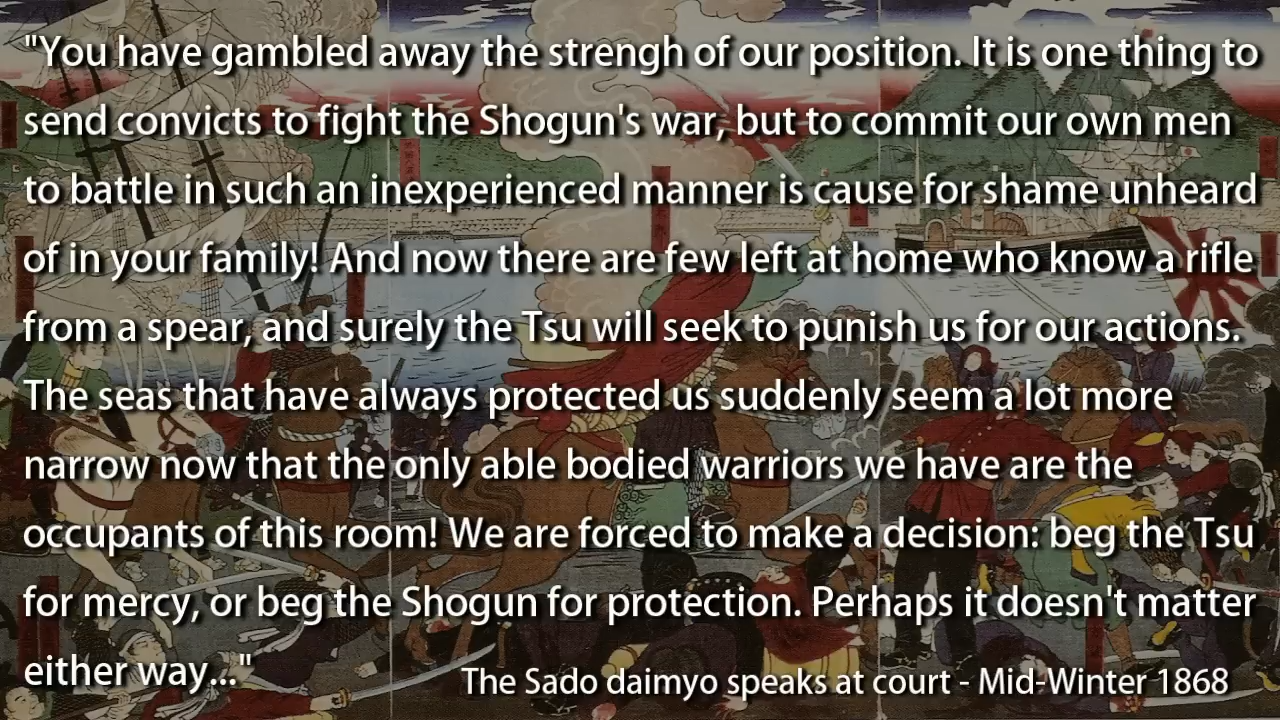 "You have gambled away the strengh of our position. It is one thing to
send convicts to fight the Shogun's war, but to commit our own men
to battle in such an inexperienced manner is cause for shame unheard
of in your family! And now there are few left at home who know a rifle
from a spear, and surely the Tsu will seek to punish us for our actions.
The seas that have always protected us suddenly seem a lot more
narrow now that the only able bodied warriors we have are the
occupants of this room! We are forced to make a decision: beg the Tsu
for mercy, or beg the Shogun for protection. Perhaps it doesn't matter
either way..."
The Sado daimyo speaks at court - Mid-Winter 1868